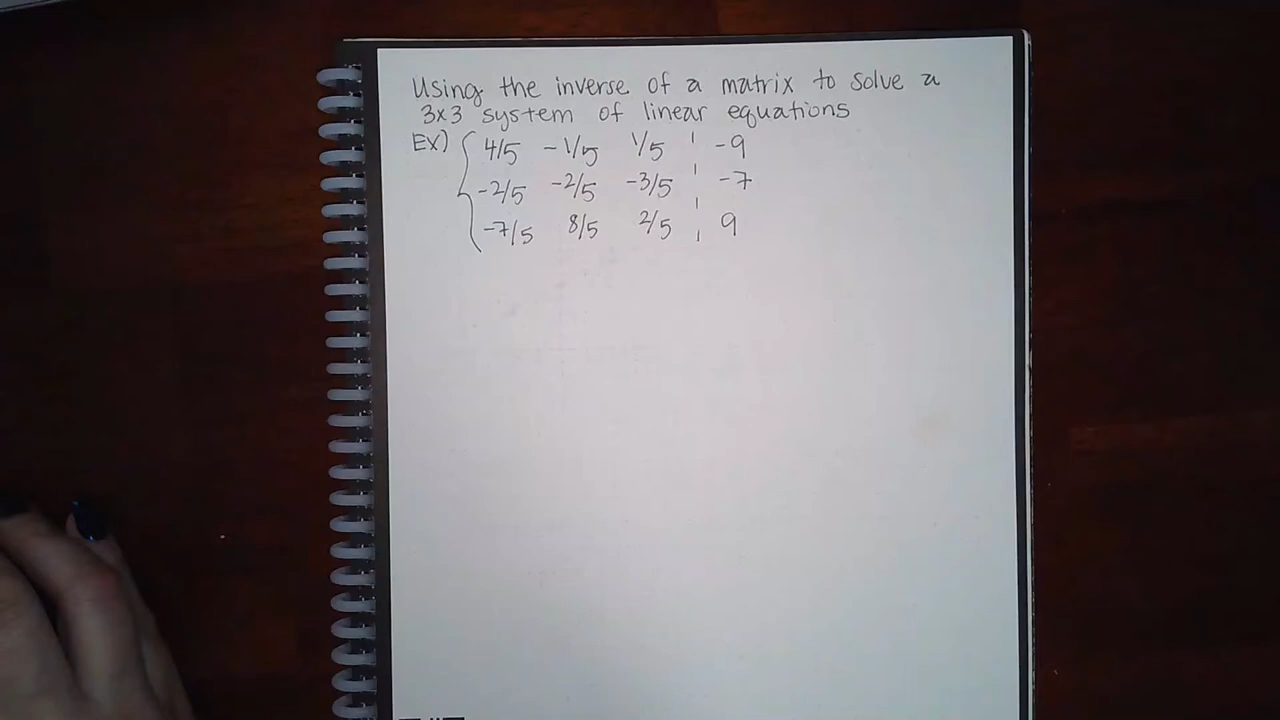 Using the inverse of a matrix to solve a
3x3 system of linear equations
EX) { 4/5 -1/5 1/5 ¦ -9
-2/5 -2/5 -3/5 ¦ -7
-7/5 8/5 2/5 ¦ 9